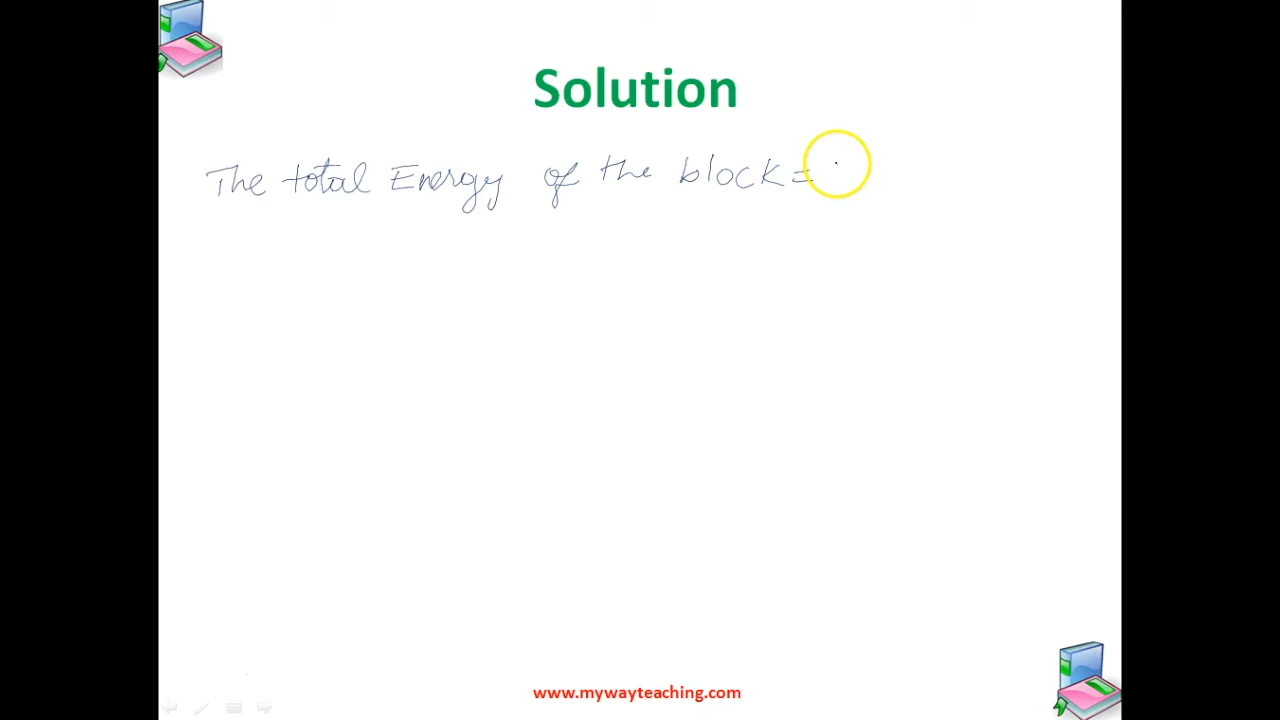 Solution
The total Energy of the block =
www.mywayteaching.com